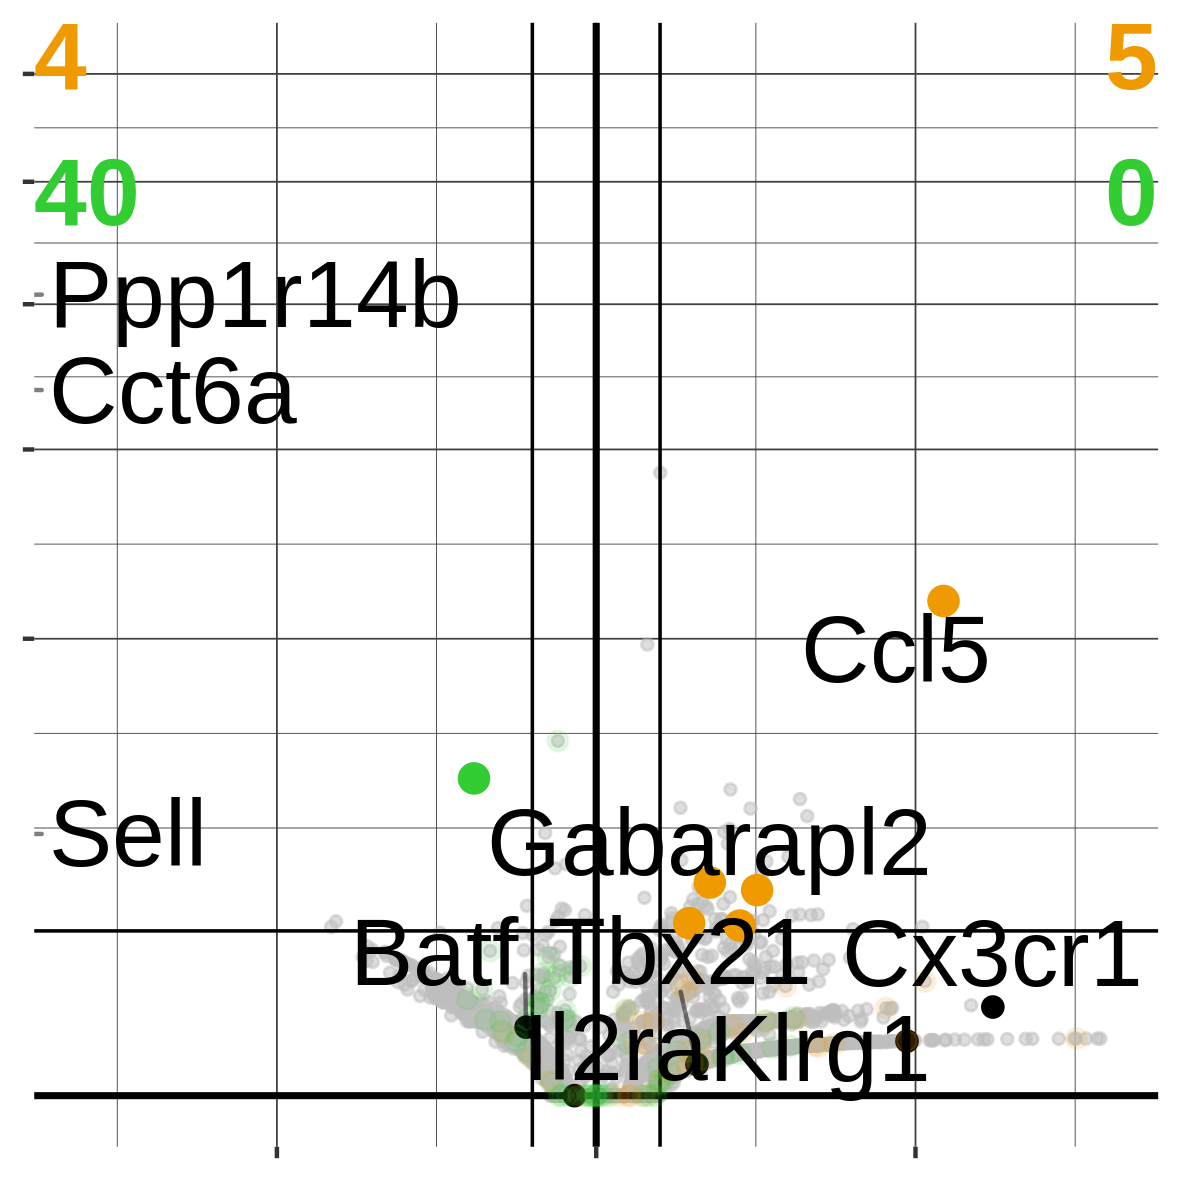 4 5
40 0
Ppp1r14b
Cct6a
Ccl5
Sell Gabarapl2
Batf Tbx21 Cx3cr1
Il2ra Klrg1